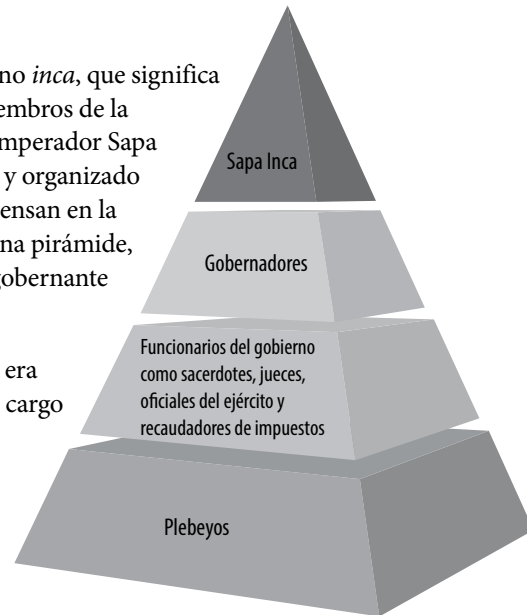 no inca, que significa
embros de la
mperador Sapa
y organizado
ensan en la
na pirámide,
gobernante
era
cargo
Sapa Inca
Gobernadores
Funcionarios del gobierno
como sacerdotes, jueces,
oficiales del ejército y
recaudadores de impuestos
Plebeyos